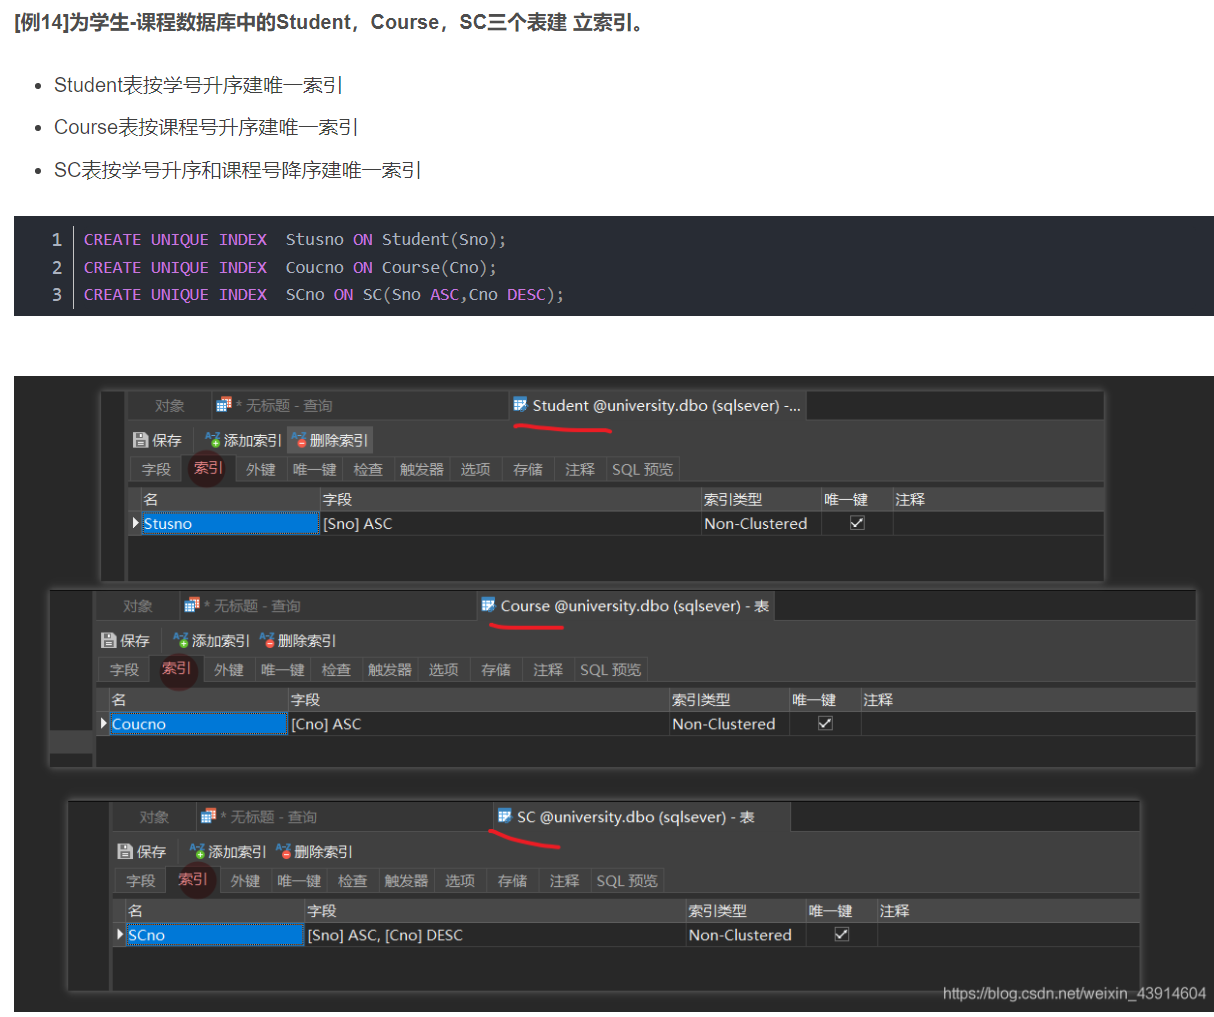 [例14]为学生-课程数据库中的Student，Course，SC三个表建 立索引。
Student表按学号升序建唯一索引
Course表按课程号升序建唯一索引
SC表按学号升序和课程号降序建唯一索引
1 CREATE UNIQUE INDEX  Stusno ON Student(Sno);
2 CREATE UNIQUE INDEX  Coucno ON Course(Cno);
3 CREATE UNIQUE INDEX  SCno ON SC(Sno ASC,Cno DESC);
对象 * 无标题 - 查询 Student @university.dbo (sqlsever) -...
保存 添加索引 删除索引
字段 索引 外键 唯一键 检查 触发器 选项 存储 注释 SQL 预览
名 字段 索引类型 唯一键 注释
Stusno [Sno] ASC Non-Clustered
对象 * 无标题 - 查询 Course @university.dbo (sqlsever) - 表
保存 添加索引 删除索引
字段 索引 外键 唯一键 检查 触发器 选项 存储 注释 SQL 预览
名 字段 索引类型 唯一键 注释
Coucno [Cno] ASC Non-Clustered
对象 * 无标题 - 查询 SC @university.dbo (sqlsever) - 表
保存 添加索引 删除索引
字段 索引 外键 唯一键 检查 触发器 选项 存储 注释 SQL 预览
名 字段 索引类型 唯一键 注释
SCno [Sno] ASC, [Cno] DESC Non-Clustered
https://blog.csdn.net/weixin_43914604